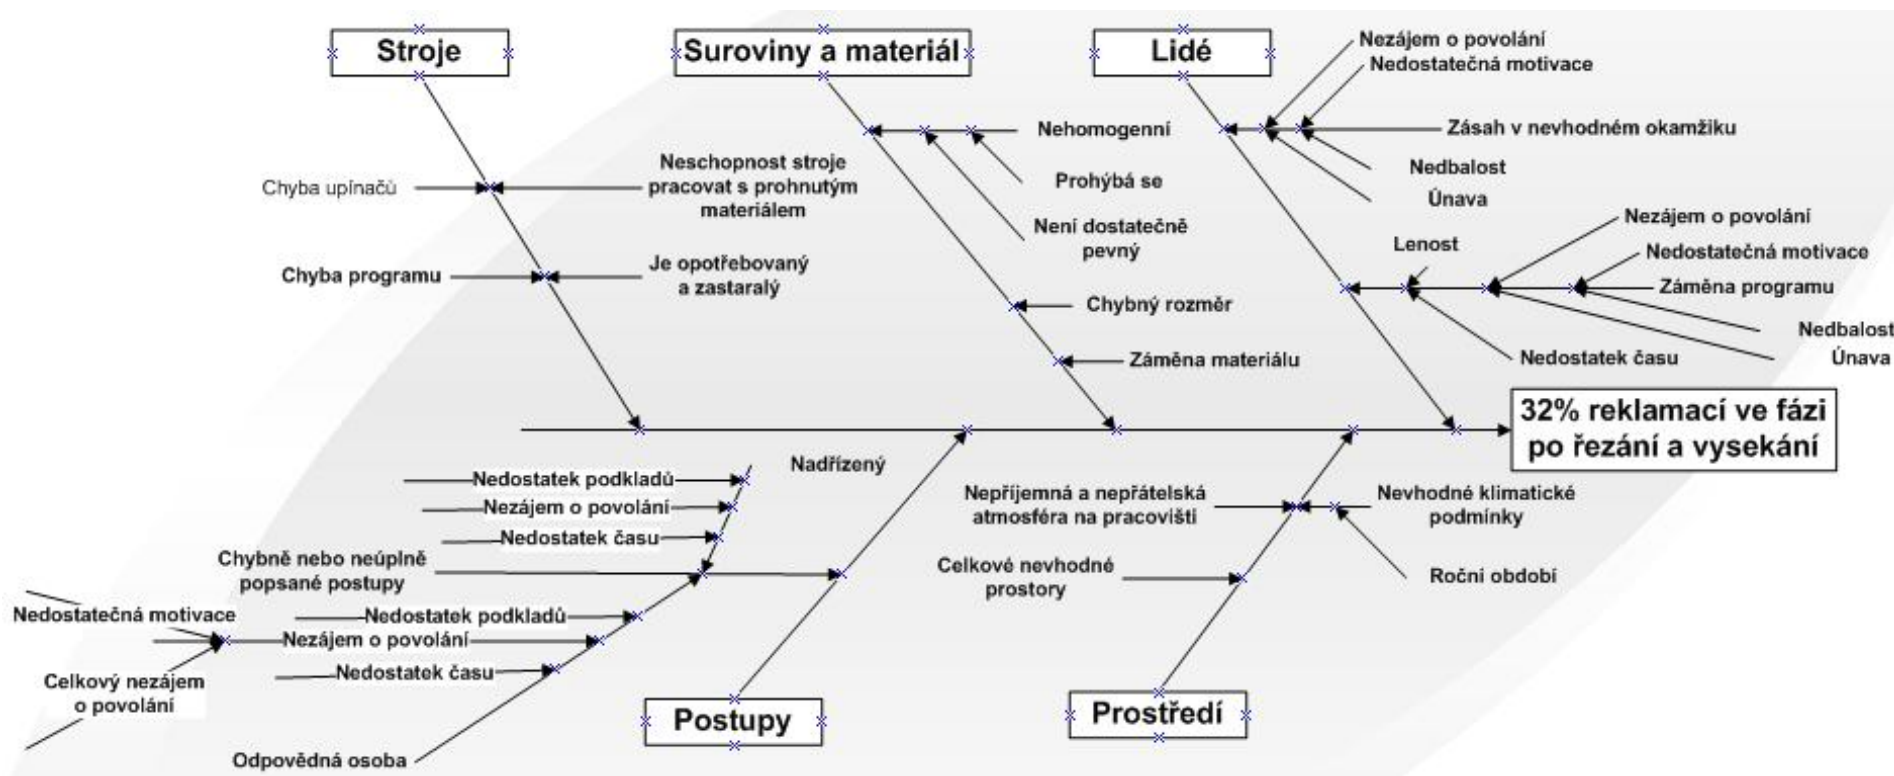 Stroje
Suroviny a materiál
Lidé
Nezájem o povolání
Nedostatečná motivace
Nehomogenní
Zásah v nevhodném okamžiku
Neschopnost stroje
pracovat s prohnutým
materiálem
Chyba upínačů
Prohýbá se
Nedbalost
Únava
Není dostatečně
pevný
Nezájem o povolání
Lenost
Nedostatečná motivace
Chyba programu
Je opotřebovaný
a zastaralý
Záměna programu
Chybný rozměr
Nedbalost
Záměna materiálu
Nedostatek času
Únava
32% reklamací ve fázi
po řezání a vysekání
Nadřízený
Nedostatek podkladů
Nezájem o povolání
Nedostatek času
Nepříjemná a nepřátelská
atmosféra na pracovišti
Nevhodné klimatické
podmínky
Chybně nebo neúplně
popsané postupy
Celkové nevhodné
prostory
Roční období
Nedostatečná motivace
Nedostatek podkladů
Nezájem o povolání
Nedostatek času
Celkový nezájem
o povolání
Postupy
Prostředí
Odpovědná osoba